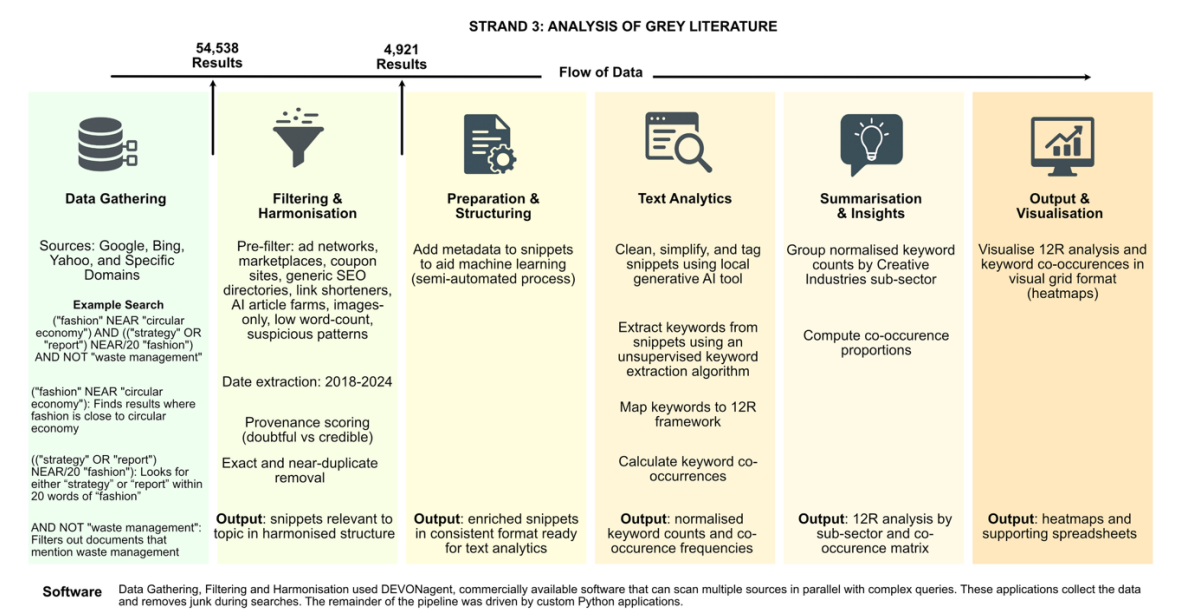 STRAND 3: ANALYSIS OF GREY LITERATURE
54,538
Results
4,921
Results
Flow of Data
Data Gathering
Sources: Google, Bing,
Yahoo, and Specific
Domains
Example Search
("fashion" NEAR "circular
economy") AND (("strategy" OR
"report") NEAR/20 "fashion")
AND NOT "waste management"
("fashion" NEAR "circular
economy"): Finds results where
fashion is close to circular
economy
(("strategy" OR "report")
NEAR/20 "fashion"): Looks for
either “strategy” or “report” within
20 words of “fashion”
AND NOT "waste management":
Filters out documents that
mention waste management
Filtering &
Harmonisation
Pre-filter: ad networks,
marketplaces, coupon
sites, generic SEO
directories, link shorteners,
AI article farms, images-
only, low word-count,
suspicious patterns
Date extraction: 2018-2024
Provenance scoring
(doubtful vs credible)
Exact and near-duplicate
removal
Output: snippets relevant to
topic in harmonised structure
Preparation &
Structuring
Add metadata to snippets
to aid machine learning
(semi-automated process)
Output: enriched snippets
in consistent format ready
for text analytics
Text Analytics
Clean, simplify, and tag
snippets using local
generative AI tool
Extract keywords from
snippets using an
unsupervised keyword
extraction algorithm
Map keywords to 12R
framework
Calculate keyword co-
occurrences
Output: normalised
keyword counts and co-
occurence frequencies
Summarisation
& Insights
Group normalised keyword
counts by Creative
Industries sub-sector
Compute co-occurence
proportions
Output: 12R analysis by
sub-sector and co-
occurence matrix
Output &
Visualisation
Visualise 12R analysis and
keyword co-occurences in
visual grid format
(heatmaps)
Output: heatmaps and
supporting spreadsheets
Software
Data Gathering, Filtering and Harmonisation used DEVONagent, commercially available software that can scan multiple sources in parallel with complex queries. These applications collect the data
and removes junk during searches. The remainder of the pipeline was driven by custom Python applications.